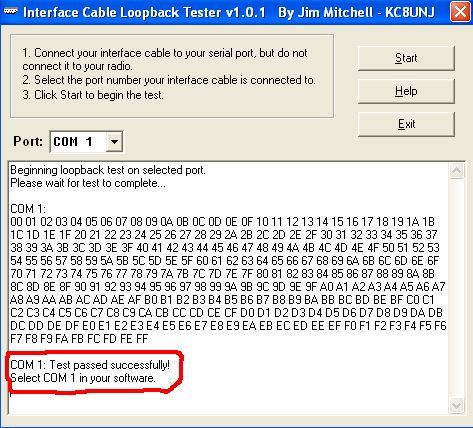 Interface Cable Loopback Tester v1.0.1 By Jim Mitchell - KC8UNJ
1. Connect your interface cable to your serial port, but do not
connect it to your radio.
2. Select the port number your interface cable is connected to.
3. Click Start to begin the test.
Start
Help
Exit
Port: COM 1
Beginning loopback test on selected port.
Please wait for test to complete...
COM 1:
00 01 02 03 04 05 06 07 08 09 0A 0B 0C 0D 0E 0F 10 11 12 13 14 15 16 17 18 19 1A 1B
1C 1D 1E 1F 20 21 22 23 24 25 26 27 28 29 2A 2B 2C 2D 2E 2F 30 31 32 33 34 35 36 37
38 39 3A 3B 3C 3D 3E 3F 40 41 42 43 44 45 46 47 48 49 4A 4B 4C 4D 4E 4F 50 51 52 53
54 55 56 57 58 59 5A 5B 5C 5D 5E 5F 60 61 62 63 64 65 66 67 68 69 6A 6B 6C 6D 6E 6F
70 71 72 73 74 75 76 77 78 79 7A 7B 7C 7D 7E 7F 80 81 82 83 84 85 86 87 88 89 8A 8B
8C 8D 8E 8F 90 91 92 93 94 95 96 97 98 99 9A 9B 9C 9D 9E 9F A0 A1 A2 A3 A4 A5 A6 A7
A8 A9 AA AB AC AD AE AF B0 B1 B2 B3 B4 B5 B6 B7 B8 B9 BA BB BC BD BE BF C0 C1
C2 C3 C4 C5 C6 C7 C8 C9 CA CB CC CD CE CF D0 D1 D2 D3 D4 D5 D6 D7 D8 D9 DA DB
DC DD DE DF E0 E1 E2 E3 E4 E5 E6 E7 E8 E9 EA EB EC ED EE EF F0 F1 F2 F3 F4 F5 F6
F7 F8 F9 FA FB FC FD FE FF
COM 1: Test passed successfully!
Select COM 1 in your software.